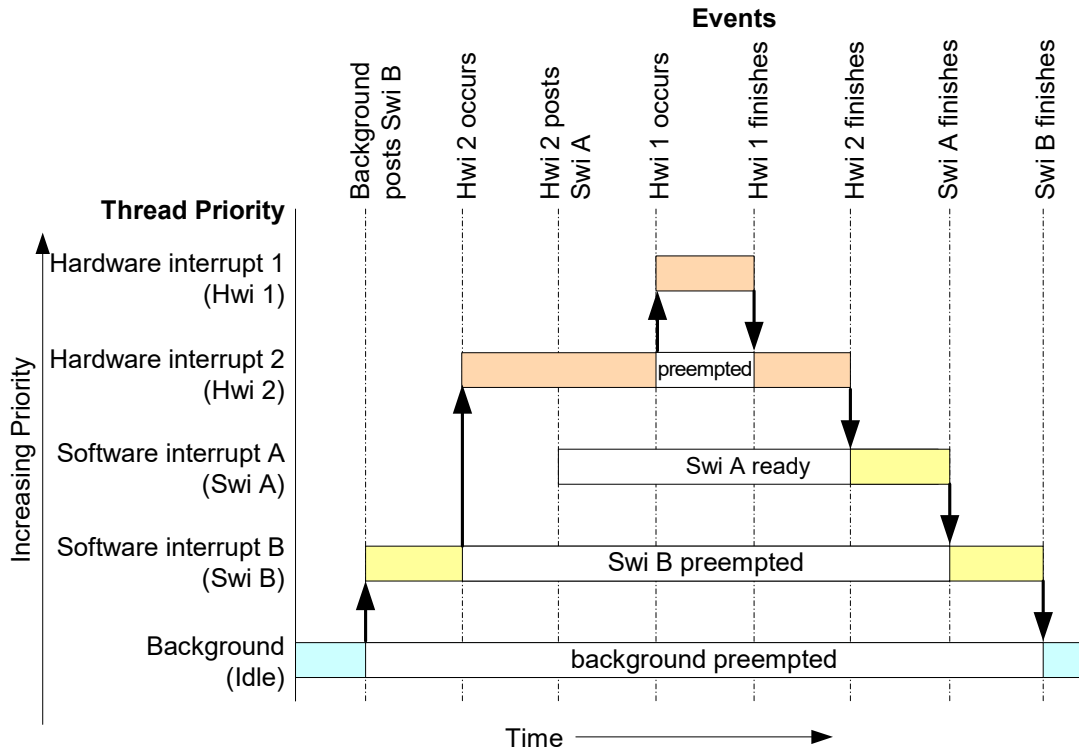 Events
Background
posts Swi B
Hwi 2 occurs
Hwi 2 posts
Swi A
Hwi 1 occurs
Hwi 1 finishes
Hwi 2 finishes
Swi A finishes
Swi B finishes
Thread Priority
Increasing Priority
Hardware interrupt 1
(Hwi 1)
Hardware interrupt 2
(Hwi 2)
preempted
Software interrupt A
(Swi A)
Swi A ready
Software interrupt B
(Swi B)
Swi B preempted
Background
(Idle)
background preempted
Time